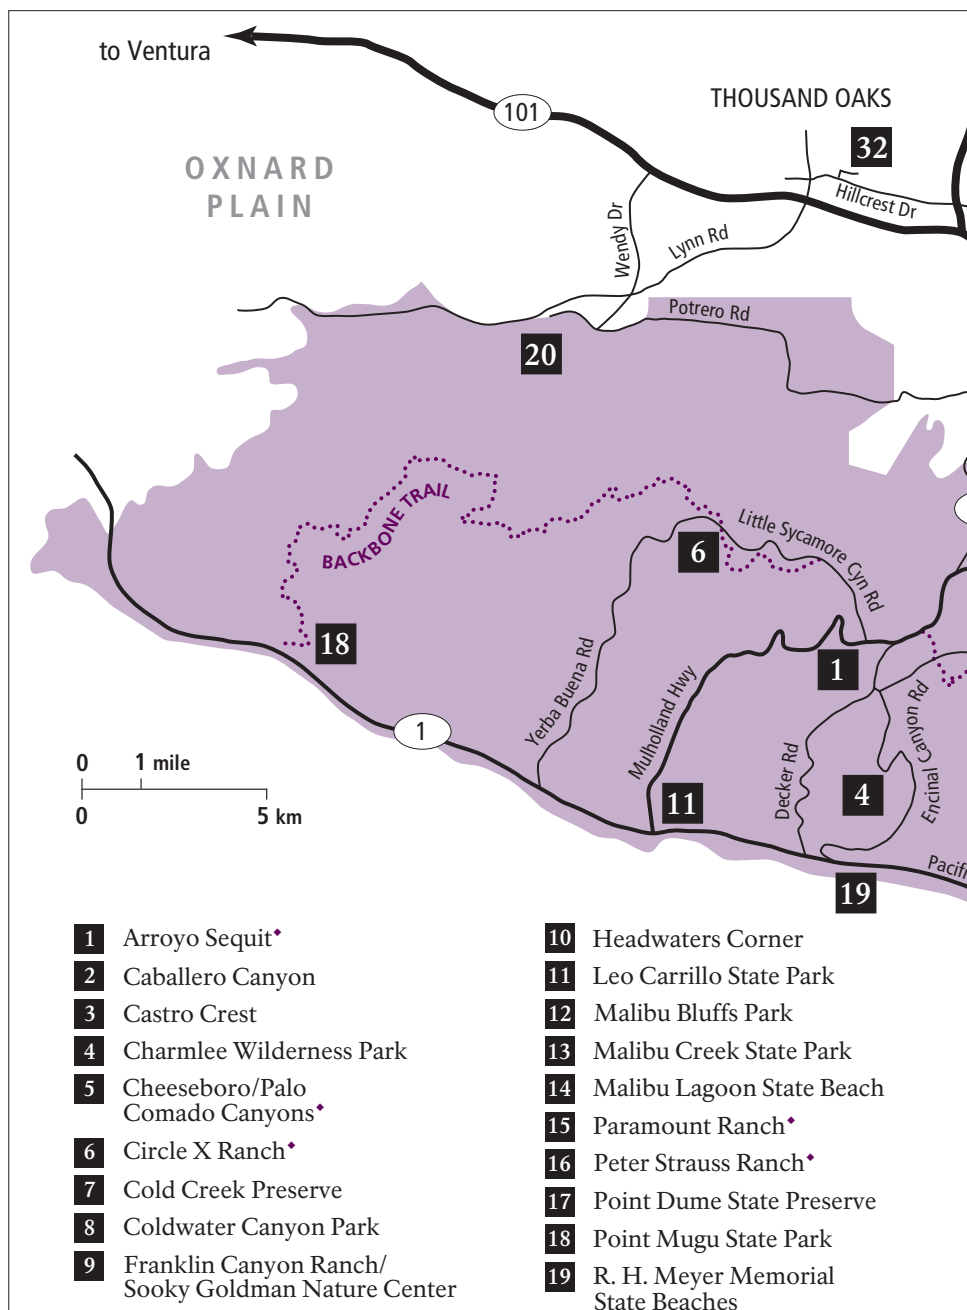 to Ventura
101
THOUSAND OAKS
32
OXNARD
PLAIN
Hillcrest Dr
Wendy Dr
Lynn Rd
Potrero Rd
20
BACKBONE TRAIL
Little Sycamore Cyn Rd
6
18
1
Yerba Buena Rd
Mulholland Hwy
Encinal Canyon Rd
1
Decker Rd
0 1 mile
0 5 km
11
4
Pacifi
19
1 Arroyo Sequit◆
2 Caballero Canyon
3 Castro Crest
4 Charmlee Wilderness Park
5 Cheeseboro/Palo
Comado Canyons◆
6 Circle X Ranch◆
7 Cold Creek Preserve
8 Coldwater Canyon Park
9 Franklin Canyon Ranch/
Sooky Goldman Nature Center
10 Headwaters Corner
11 Leo Carrillo State Park
12 Malibu Bluffs Park
13 Malibu Creek State Park
14 Malibu Lagoon State Beach
15 Paramount Ranch◆
16 Peter Strauss Ranch◆
17 Point Dume State Preserve
18 Point Mugu State Park
19 R. H. Meyer Memorial
State Beaches